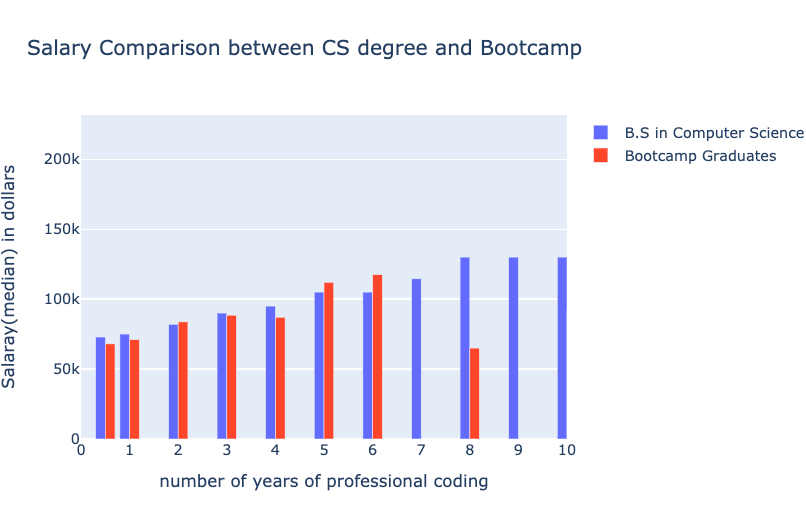 Salary Comparison between CS degree and Bootcamp
B.S in Computer Science
Bootcamp Graduates
Salaray(median) in dollars
200k
150k
100k
50k
0
0 1 2 3 4 5 6 7 8 9 10
number of years of professional coding